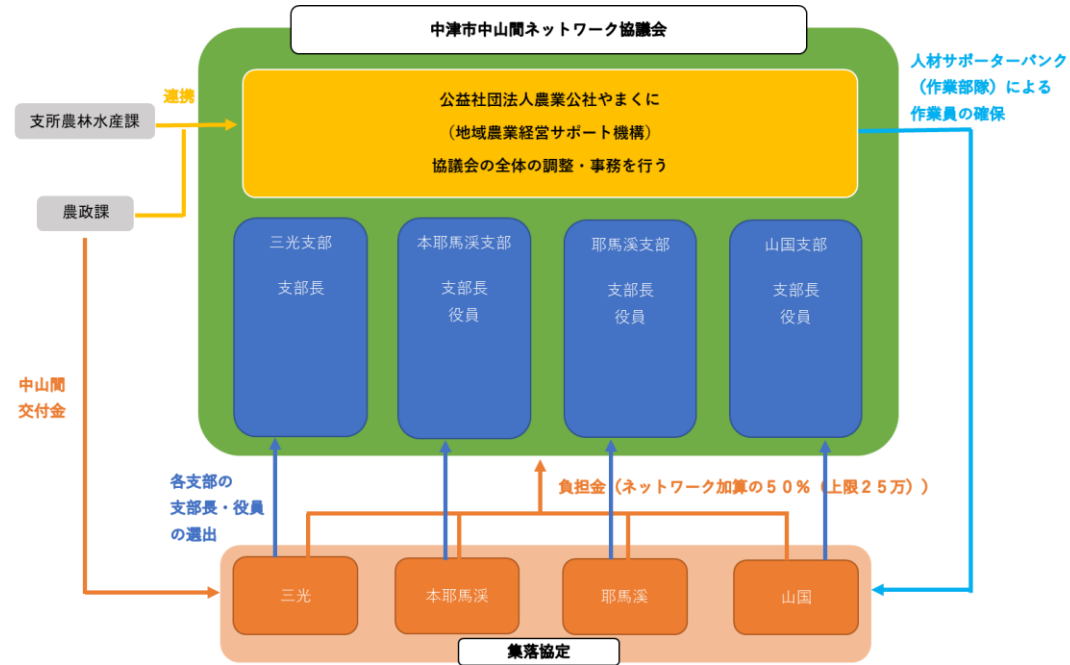 中津市中山間ネットワーク協議会
人材サポーターバンク
（作業部隊）による
作業員の確保
連携
公益社団法人農業公社やまくに
（地域農業経営サポート機構）
協議会の全体の調整・事務を行う
支所農林水産課
農政課
三光支部
支部長
本耶馬溪支部
支部長
役員
耶馬溪支部
支部長
役員
山国支部
支部長
役員
中山間
交付金
各支部の
支部長・役員
の選出
負担金（ネットワーク加算の５０％（上限２５万））
三光
本耶馬溪
耶馬溪
山国
集落協定